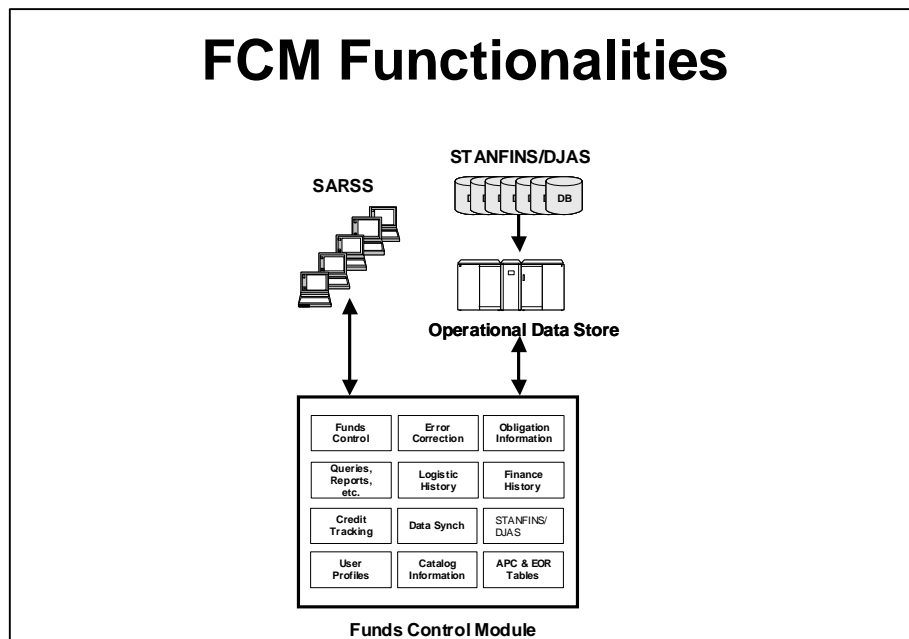 FCM Functionalities
STANFINS/DJAS
SARSS
DB
Operational Data Store
Funds
Control
Error
Correction
Obligation
Information
Queries,
Reports,
etc.
Logistic
History
Finance
History
Credit
Tracking
Data Synch
STANFINS/
DJAS
User
Profiles
Catalog
Information
APC & EOR
Tables
Funds Control Module